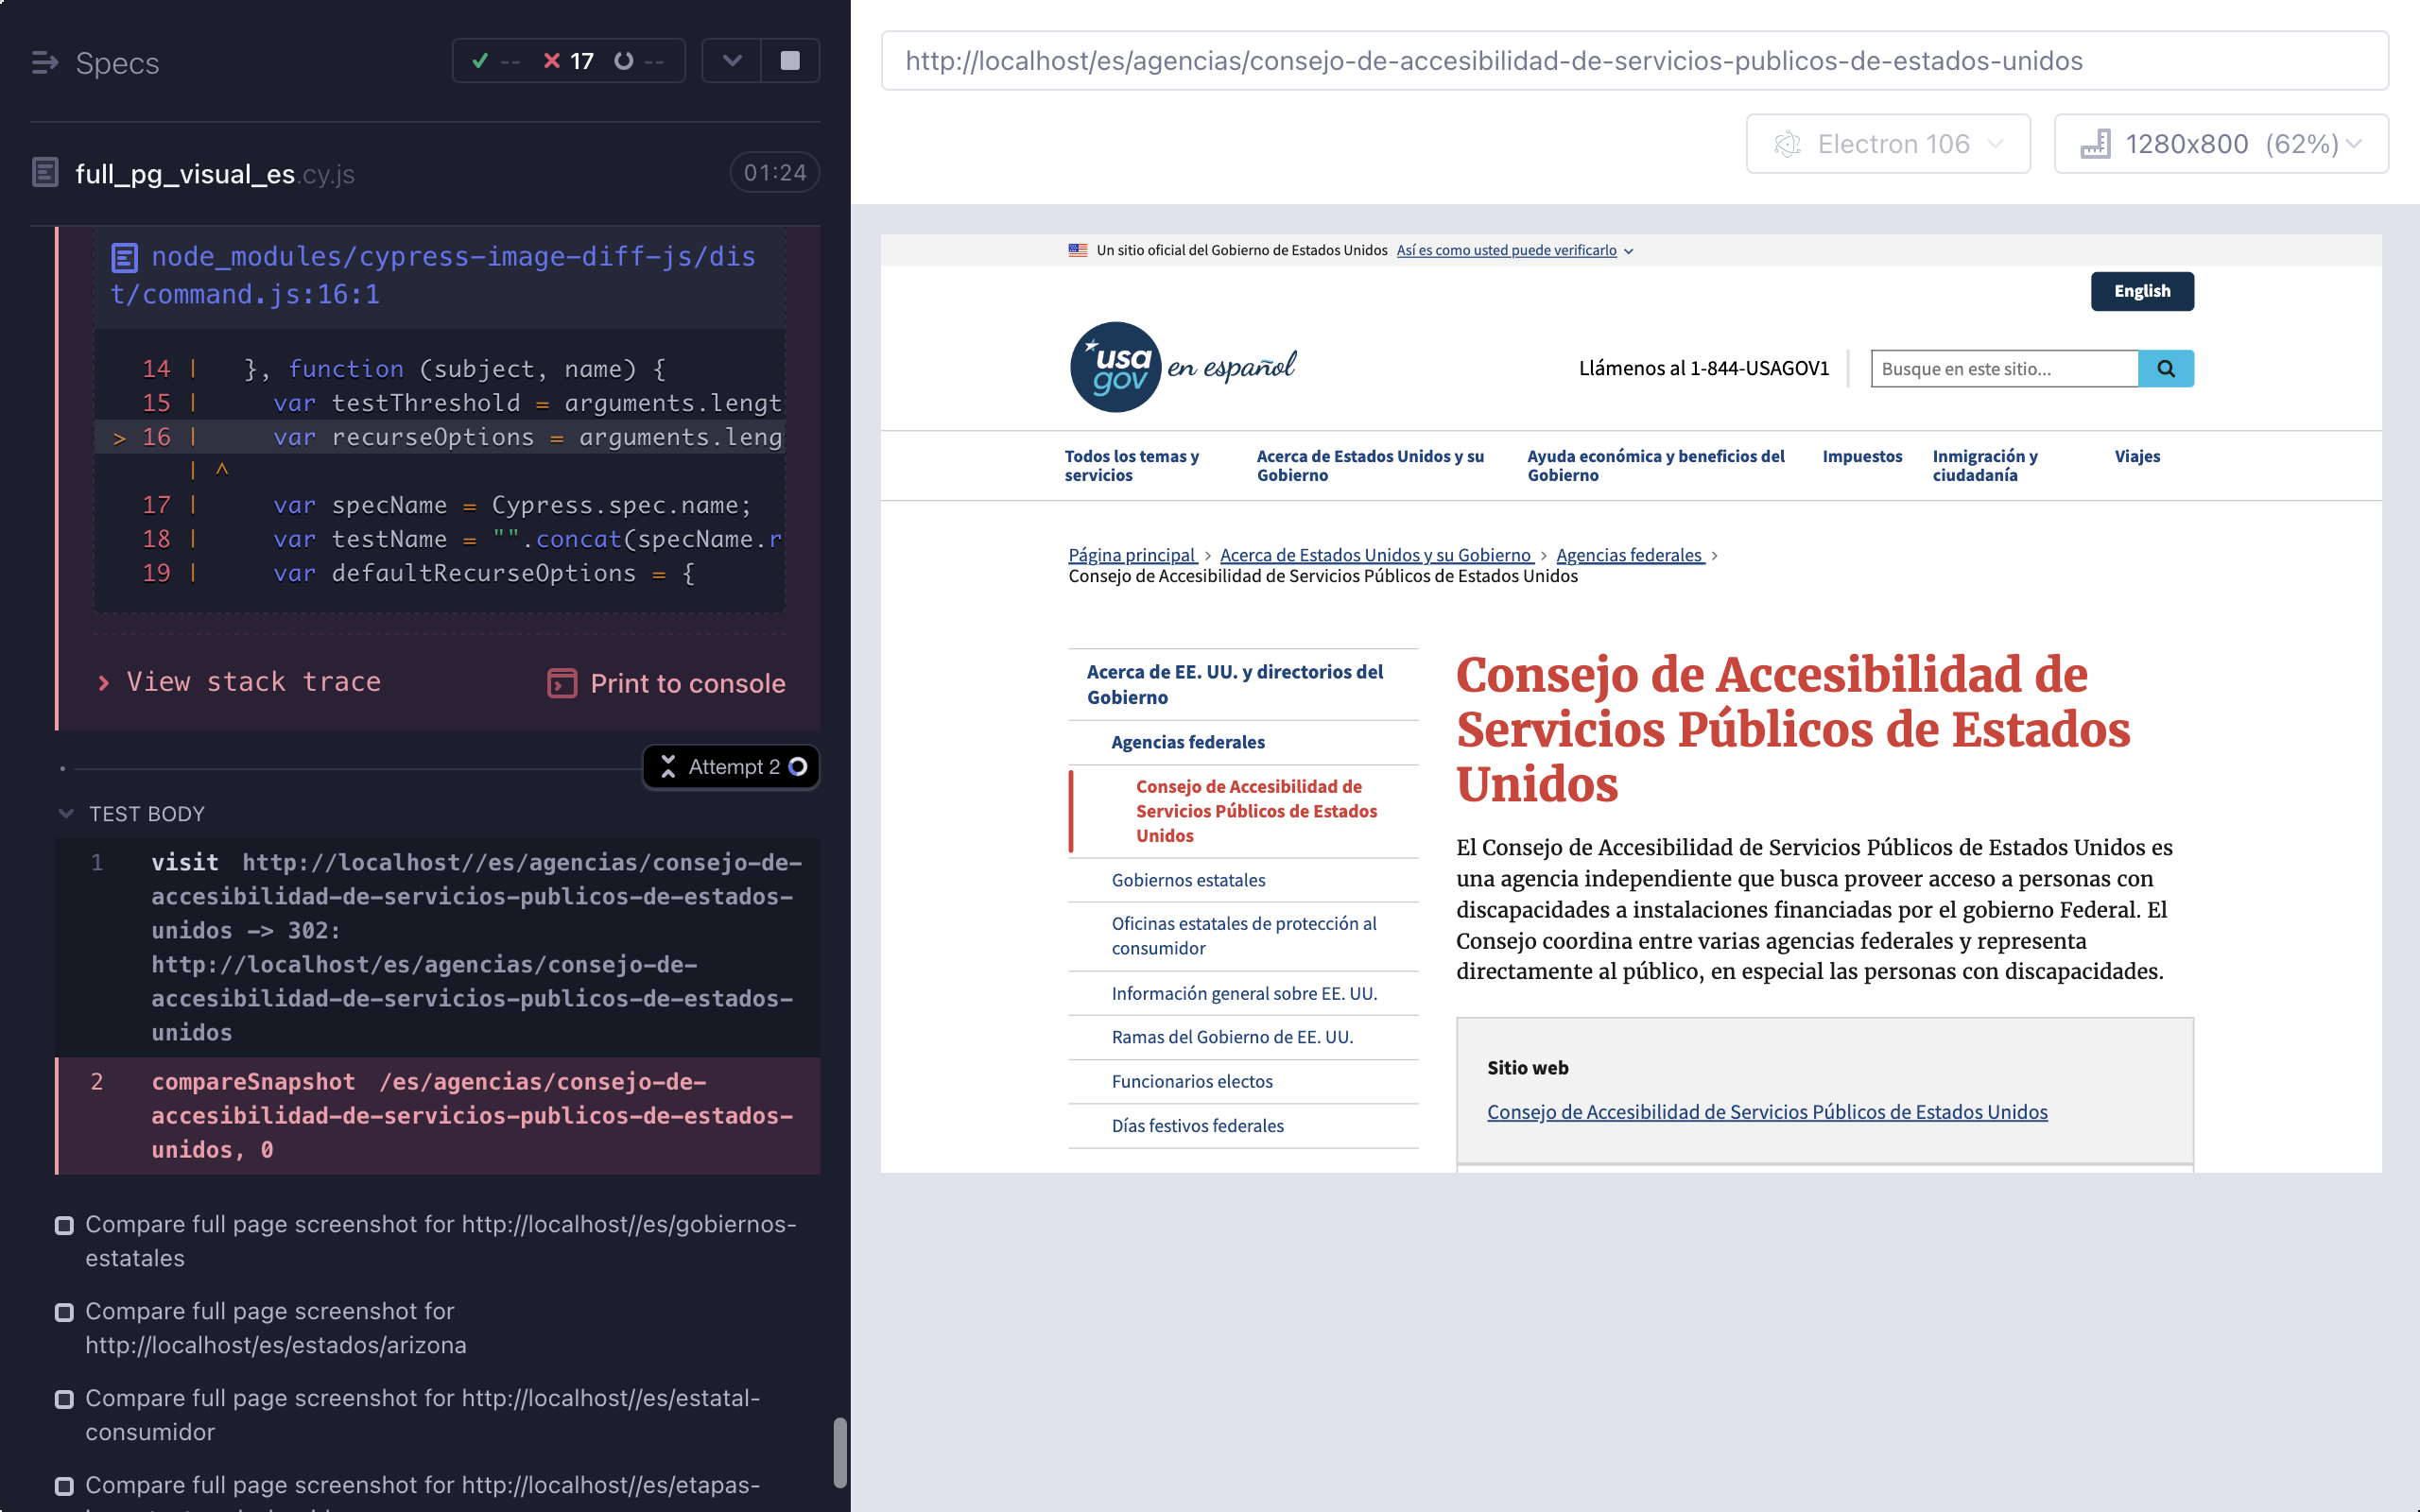 Specs
-- 17 --
full_pg_visual_es.cy.js
01:24
node_modules/cypress-image-diff-js/dis
t/command.js:16:1
14 | }, function (subject, name) {
15 | var testThreshold = arguments.lengt
> 16 | var recurseOptions = arguments.leng
| ^
17 | var specName = Cypress.spec.name;
18 | var testName = "".concat(specName.r
19 | var defaultRecurseOptions = {
> View stack trace
Print to console
Attempt 2
TEST BODY
1 visit http://localhost//es/agencias/consejo-de-
accesibilidad-de-servicios-publicos-de-estados-
unidos -> 302:
http://localhost/es/agencias/consejo-de-
accesibilidad-de-servicios-publicos-de-estados-
unidos
2 compareSnapshot /es/agencias/consejo-de-
accesibilidad-de-servicios-publicos-de-estados-
unidos, 0
Compare full page screenshot for http://localhost//es/gobiernos-
estatales
Compare full page screenshot for
http://localhost/es/estados/arizona
Compare full page screenshot for http://localhost//es/estatal-
consumidor
Compare full page screenshot for http://localhost//es/etapas-
http://localhost/es/agencias/consejo-de-accesibilidad-de-servicios-publicos-de-estados-unidos
Electron 106
1280x800 (62%)
Un sitio oficial del Gobierno de Estados Unidos Así es como usted puede verificarlo
English
usa
gov
en español
Llámenos al 1-844-USAGOV1
Busque en este sitio...
Todos los temas y
servicios
Acerca de Estados Unidos y su
Gobierno
Ayuda económica y beneficios del
Gobierno
Impuestos
Inmigración y
ciudadanía
Viajes
Página principal > Acerca de Estados Unidos y su Gobierno > Agencias federales >
Consejo de Accesibilidad de Servicios Públicos de Estados Unidos
Acerca de EE. UU. y directorios del
Gobierno
Agencias federales
Consejo de Accesibilidad de
Servicios Públicos de Estados
Unidos
Gobiernos estatales
Oficinas estatales de protección al
consumidor
Información general sobre EE. UU.
Ramas del Gobierno de EE. UU.
Funcionarios electos
Días festivos federales
Consejo de Accesibilidad de
Servicios Públicos de Estados
Unidos
El Consejo de Accesibilidad de Servicios Públicos de Estados Unidos es
una agencia independiente que busca proveer acceso a personas con
discapacidades a instalaciones financiadas por el gobierno Federal. El
Consejo coordina entre varias agencias federales y representa
directamente al público, en especial las personas con discapacidades.
Sitio web
Consejo de Accesibilidad de Servicios Públicos de Estados Unidos